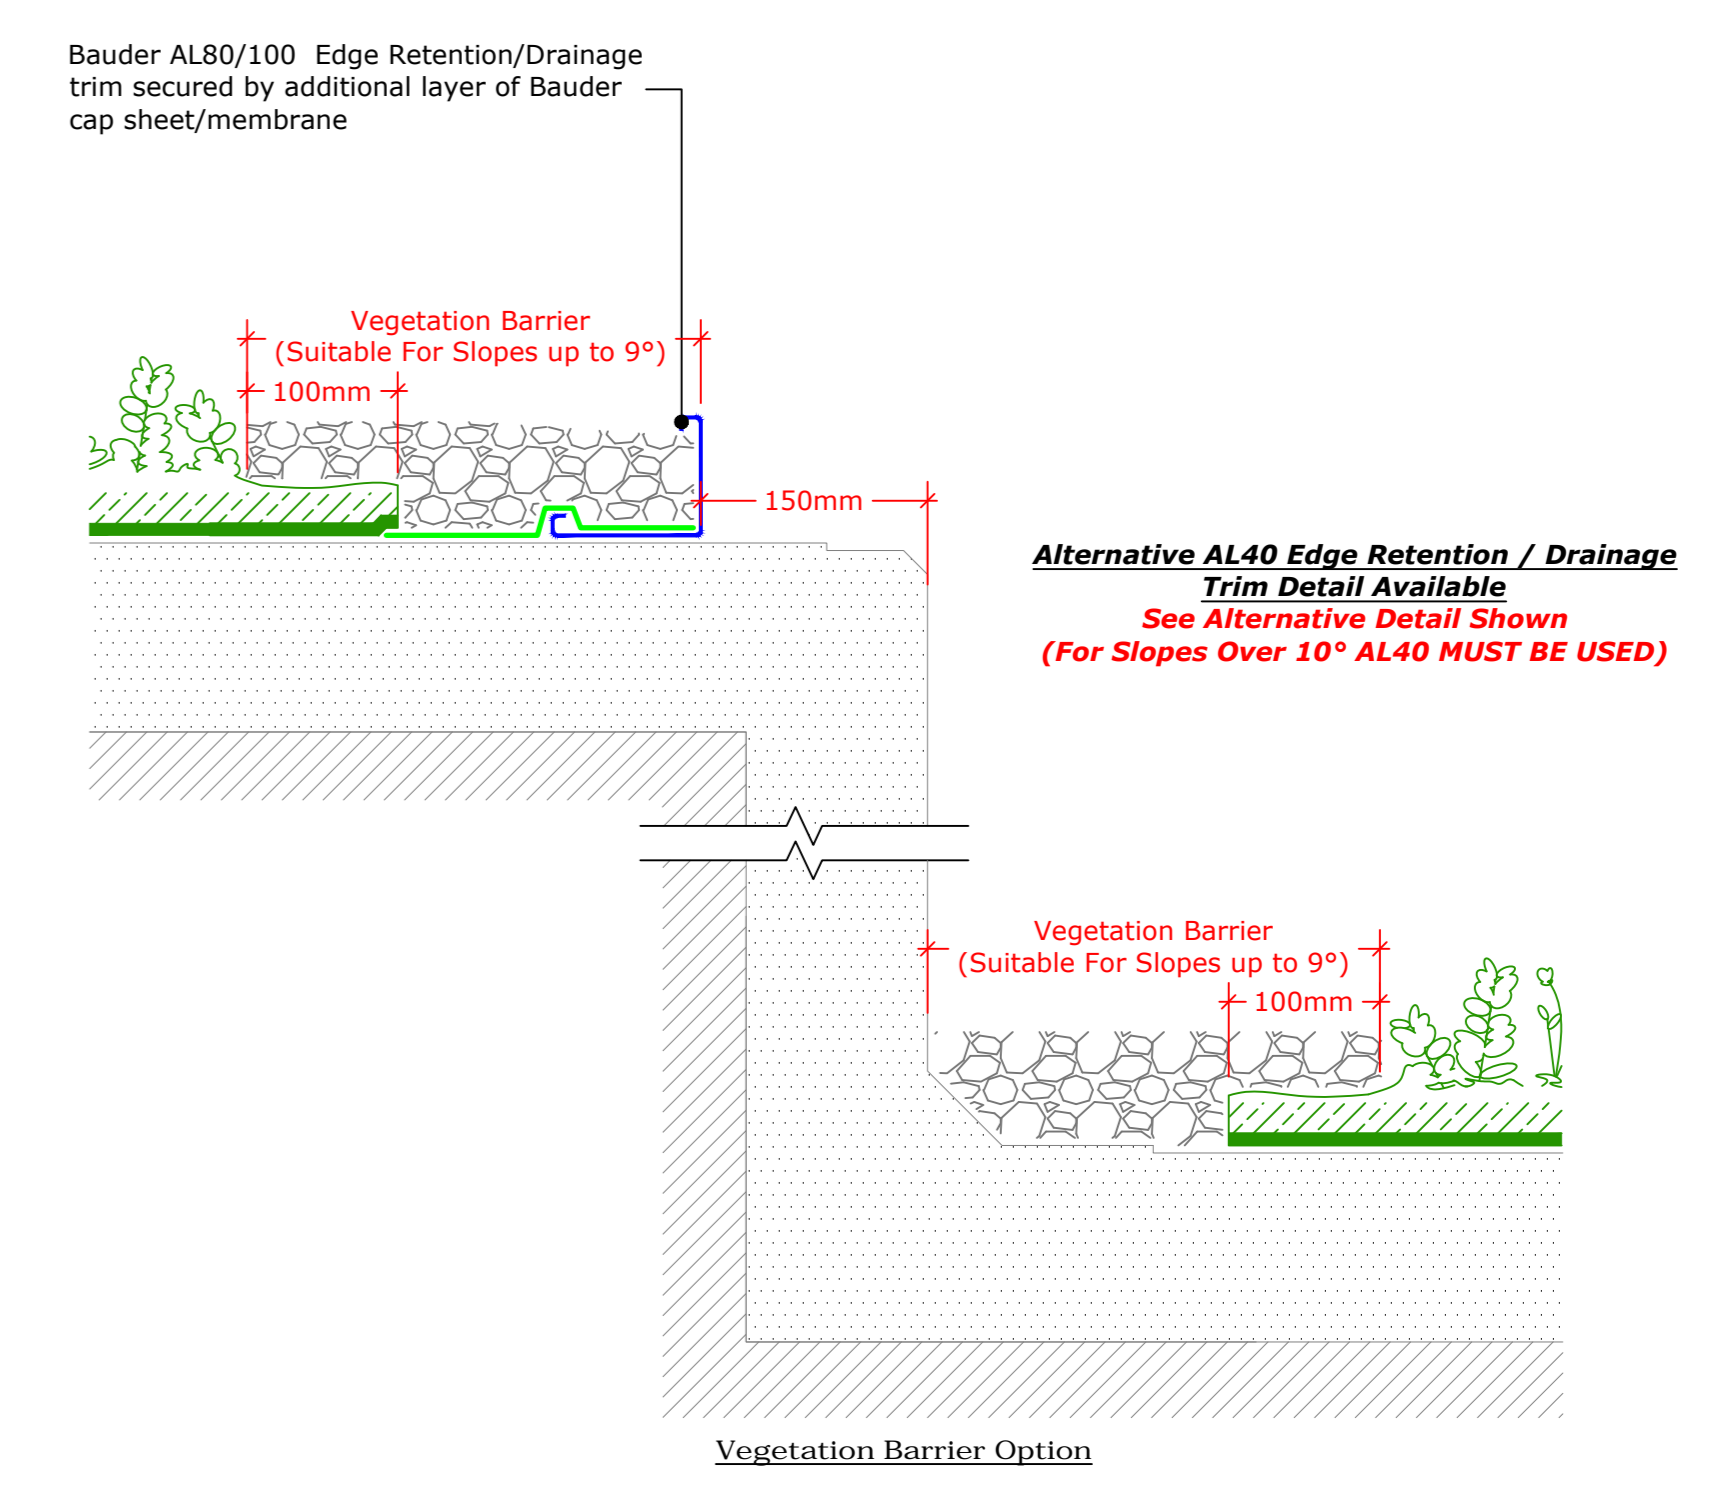 Bauder AL80/100  Edge Retention/Drainage
trim secured by additional layer of Bauder
cap sheet/membrane
Vegetation Barrier
(Suitable For Slopes up to 9°)
100mm
150mm
Alternative AL40 Edge Retention / Drainage
Trim Detail Available
See Alternative Detail Shown
(For Slopes Over 10° AL40 MUST BE USED)
Vegetation Barrier
(Suitable For Slopes up to 9°)
100mm
Vegetation Barrier Option